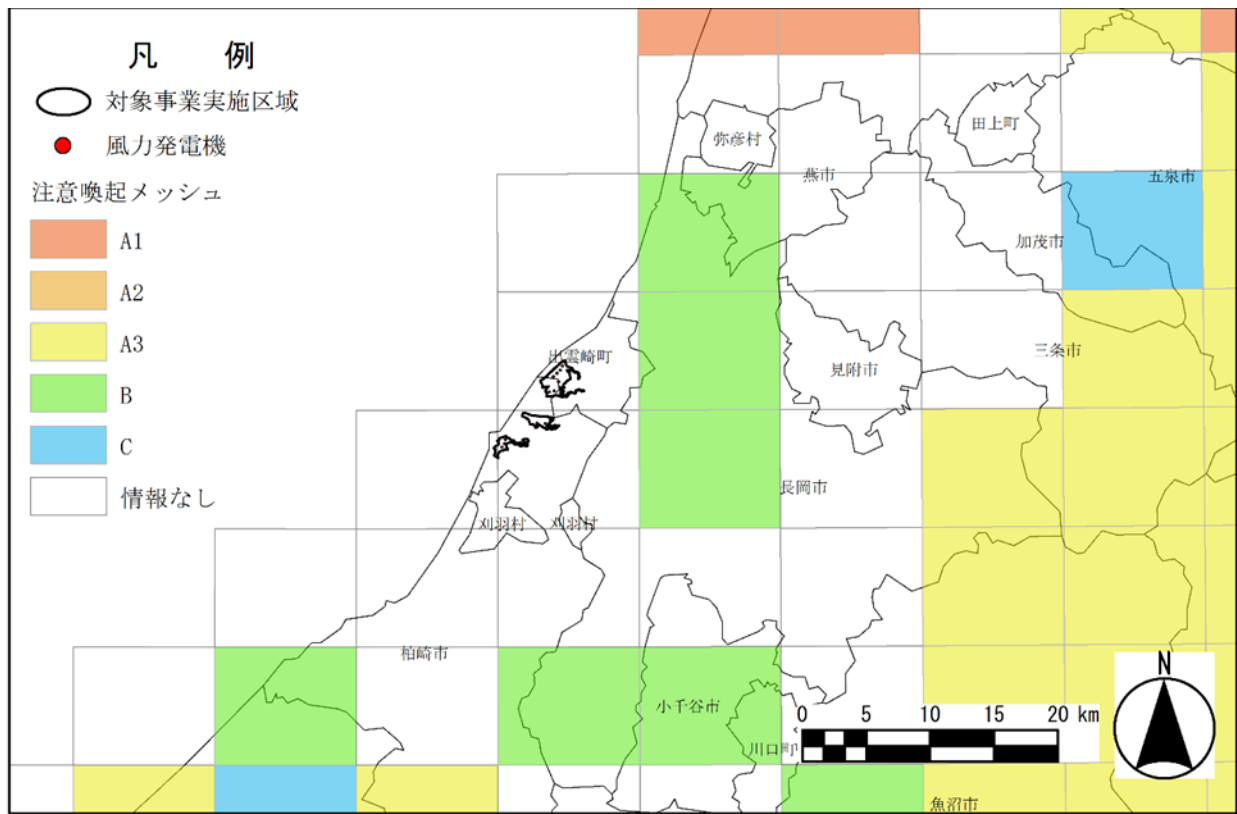 凡 例
対象事業実施区域
風力発電機
注意喚起メッシュ
A1
A2
A3
B
C
情報なし
弥彦村
田上町
燕市
五泉市
加茂市
出雲崎町
三条市
見附市
長岡市
刈羽村
刈羽村
柏崎市
小千谷市
川口町
魚沼市
0 5 10 15 20 km
N